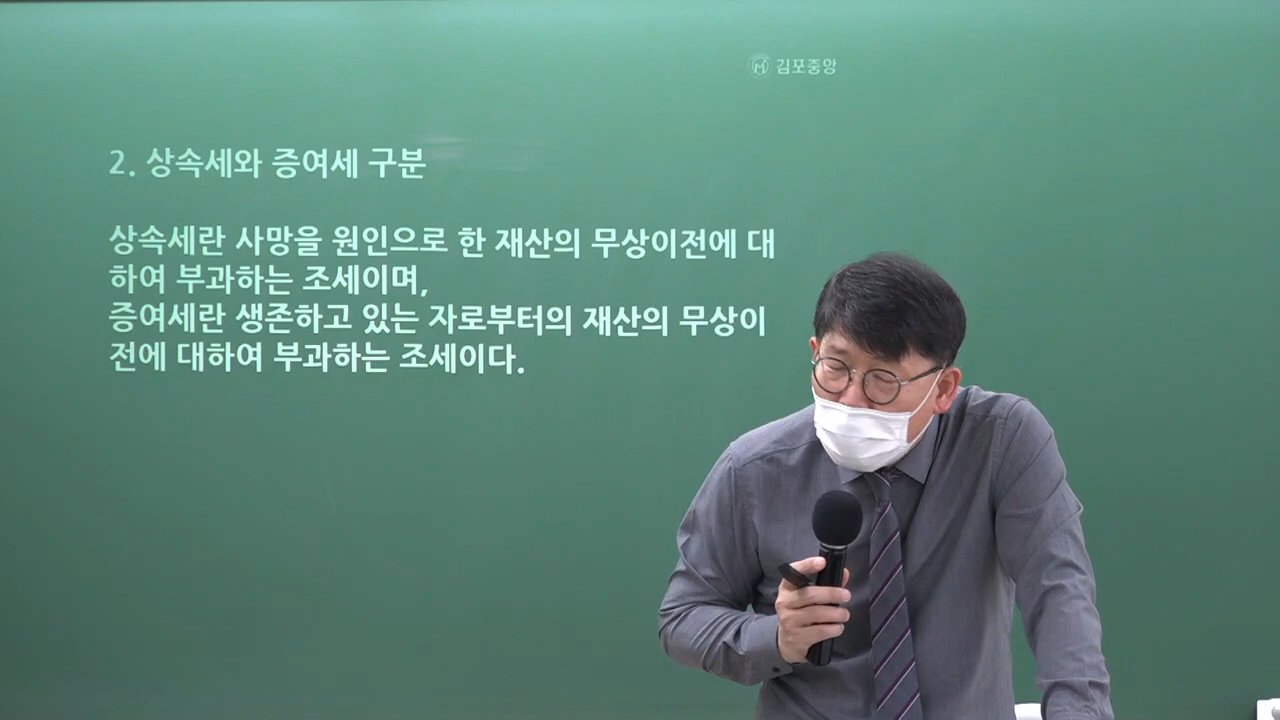 김포중앙
2. 상속세와 증여세 구분
상속세란 사망을 원인으로 한 재산의 무상이전에 대
하여 부과하는 조세이며,
증여세란 생존하고 있는 자로부터의 재산의 무상이
전에 대하여 부과하는 조세이다.